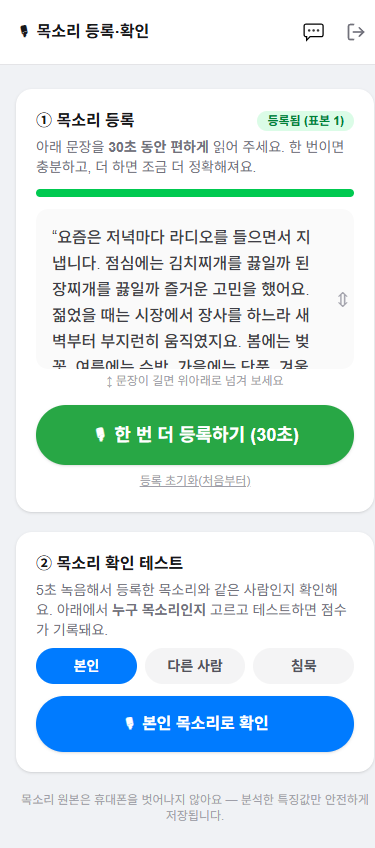 목소리 등록·확인
① 목소리 등록
등록됨 (표본 1)
아래 문장을 30초 동안 편하게 읽어 주세요. 한 번이면
충분하고, 더 하면 조금 더 정확해져요.
“요즘은 저녁마다 라디오를 들으면서 지
냅니다. 점심에는 김치찌개를 끓일까 된
장찌개를 끓일까 즐거운 고민을 했어요.
젊었을 때는 시장에서 장사를 하느라 새
벽부터 부지런히 움직였지요. 봄에는 벚
꽃, 여름에는 수박, 가을에는 단풍, 겨울
↕ 문장이 길면 위아래로 넘겨 보세요
한 번 더 등록하기 (30초)
등록 초기화(처음부터)
② 목소리 확인 테스트
5초 녹음해서 등록한 목소리와 같은 사람인지 확인해
요. 아래에서 누구 목소리인지 고르고 테스트하면 점수
가 기록돼요.
본인
다른 사람
침묵
본인 목소리로 확인
목소리 원본은 휴대폰을 벗어나지 않아요 — 분석한 특징값만 안전하게
저장됩니다.